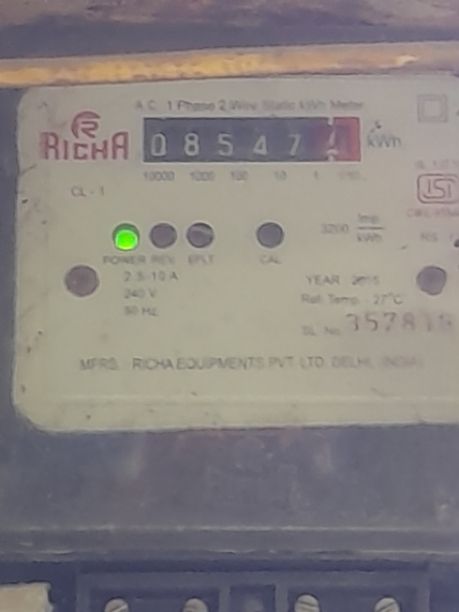 A.C. 1 Phase 2 Wire Static kWh Meter
RICHA
0 8 5 4 7
kWh
10000 1000 100 10 1 1/10
CL - 1
3200 Imp kWh
POWER REV. EFLT CAL
2.5-10 A
240 V
50 Hz
YEAR : 2015
Ref. Temp. - 27°C
SL. No.
MFRS. : RICHA EQUIPMENTS PVT. LTD. DELHI, (INDIA)
ISI